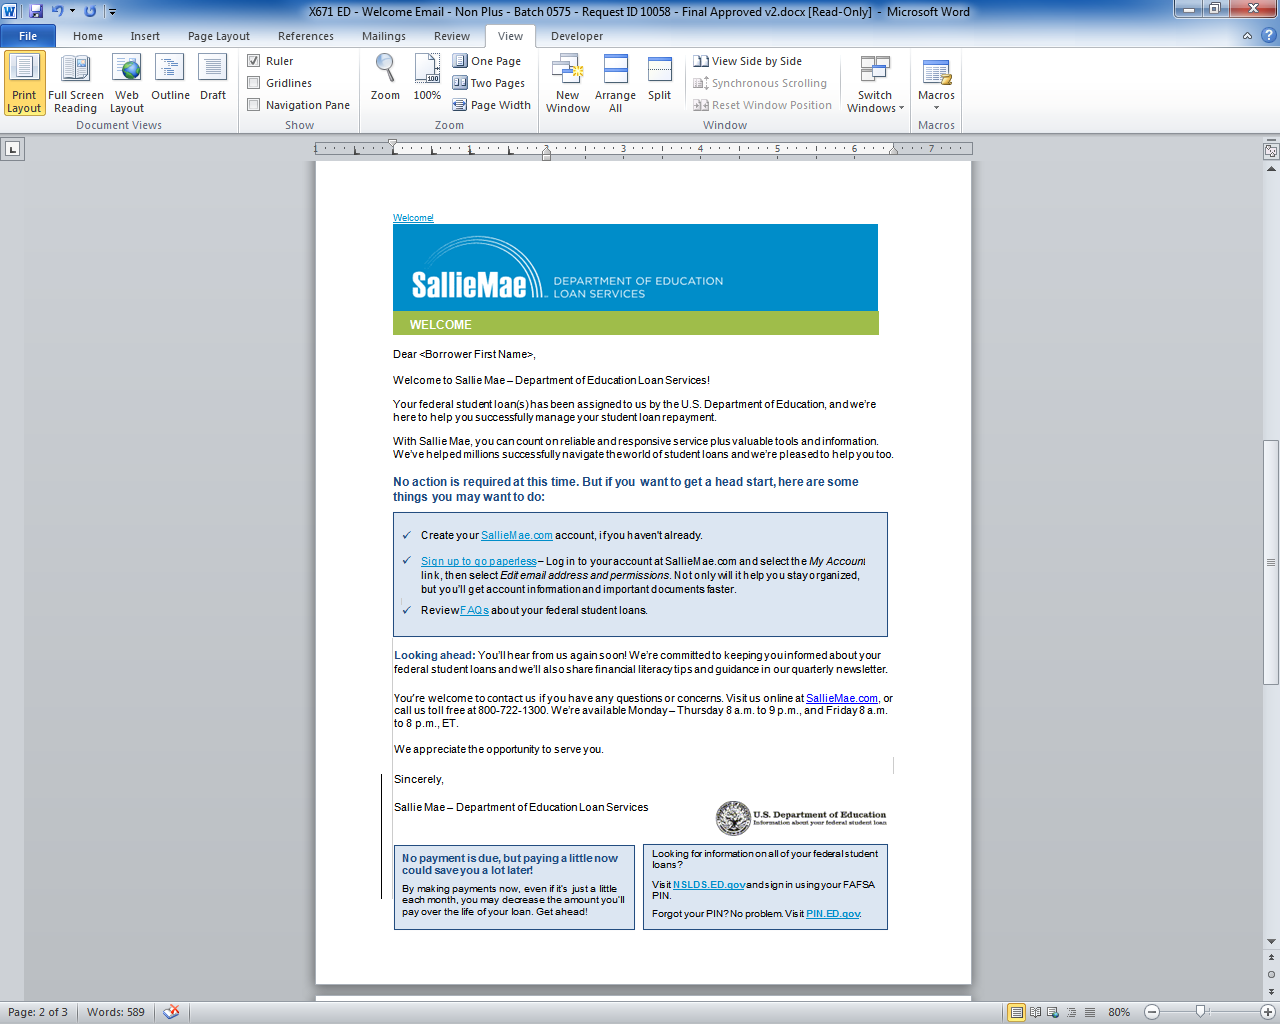 X671 ED - Welcome Email - Non Plus - Batch 0575 - Request ID 10058 - Final Approved v2.docx [Read-Only] - Microsoft Word
File Home Insert Page Layout References Mailings Review View Developer
Print Layout
Full Screen Reading
Web Layout
Outline
Draft
Document Views
Ruler
Gridlines
Navigation Pane
Show
Zoom
100%
One Page
Two Pages
Page Width
Zoom
New Window
Arrange All
Split
View Side by Side
Synchronous Scrolling
Reset Window Position
Window
Switch Windows
Macros
Macros
1 1 2 3 4 5 6 7
Welcome!
SallieMae
DEPARTMENT OF EDUCATION
LOAN SERVICES
WELCOME
Dear <Borrower First Name>,
Welcome to Sallie Mae – Department of Education Loan Services!
Your federal student loan(s) has been assigned to us by the U.S. Department of Education, and we're
here to help you successfully manage your student loan repayment.
With Sallie Mae, you can count on reliable and responsive service plus valuable tools and information.
We've helped millions successfully navigate the world of student loans and we're pleased to help you too.
No action is required at this time. But if you want to get a head start, here are some
things you may want to do:
✓ Create your SallieMae.com account, if you haven't already.
✓ Sign up to go paperless – Log in to your account at SallieMae.com and select the My Account
link, then select Edit email address and permissions. Not only will it help you stay organized,
but you'll get account information and important documents faster.
✓ Review FAQs about your federal student loans.
Looking ahead: You'll hear from us again soon! We're committed to keeping you informed about your
federal student loans and we'll also share financial literacy tips and guidance in our quarterly newsletter.
You're welcome to contact us if you have any questions or concerns. Visit us online at SallieMae.com, or
call us toll free at 800-722-1300. We're available Monday – Thursday 8 a.m. to 9 p.m., and Friday 8 a.m.
to 8 p.m., ET.
We appreciate the opportunity to serve you.
Sincerely,
Sallie Mae – Department of Education Loan Services
U.S. Department of Education
Information about your federal student loan
No payment is due, but paying a little now
could save you a lot later!
By making payments now, even if it's just a little
each month, you may decrease the amount you'll
pay over the life of your loan. Get ahead!
Looking for information on all of your federal student
loans?
Visit NSLDS.ED.gov and sign in using your FAFSA
PIN.
Forgot your PIN? No problem. Visit PIN.ED.gov.
Page: 2 of 3 Words: 589 80%